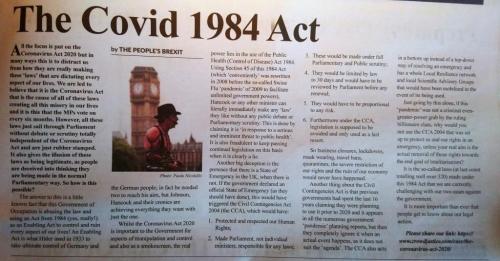 The Covid 1984 Act
All the focus is put on the
Coronavirus Act 2020 but in
many ways this is to distract us
from how they are really making
these 'laws' that are dictating every
aspect of our lives. We are led to
believe that it is the Coronavirus Act
that is the cause of all of these laws
creating all this misery in our lives
and it is this that the MPs vote on
every six months. However, all these
laws just sail through Parliament
without debate or scrutiny totally
independent of the Coronavirus
Act and are just rubber stamped.
It also gives the illusion of these
laws as being legitimate, as people
are deceived into thinking they
are being made in the normal
Parliamentary way. So how is this
possible?
The answer to this is a little
known fact that this Government of
Occupation is abusing the law and
using an Act from 1984 (yes, really!)
as an Enabling Act to control and ruin
every aspect of our lives! An Enabling
Act is what Hitler used in 1933 to
take ultimate control of Germany and
by THE PEOPLE'S BREXIT
Photo: Paolo Nicolello
the German people, in fact he needed
two to reach his aim, but Johnson,
Hancock and their cronies are
achieving everything they want with
just the one.
Whilst the Coronavirus Act 2020
is important to the Government for
aspects of manipulation and control
and also as a smokescreen, the real
power lies in the use of the Public
Health (Control of Disease) Act 1984.
Using Section 45 of this 1984 Act
(which 'conveniently' was rewritten
in 2008 before the so-called Swine
Flu 'pandemic' of 2009 to facilitate
unlimited government powers),
Hancock or any other minister can
literally immediately make any 'law'
they like without any public debate or
Parliamentary scrutiny. This is done by
claiming it is 'in response to a serious
and imminent threat to public health'.
It is also fraudulent to keep passing
continual legislation on this basis
when it is clearly a lie.
Another big deception is the
pretence that there is a State of
Emergency in the UK, when there is
not. If the government declared an
official State of Emergency (as they
should have done), this would have
triggered the Civil Contingencies Act
2004 (the CCA), which would have:
1. Protected and respected our Human
Rights;
2. Made Parliament, not individual
ministers, responsible for any laws;
3. These would be made under full
Parliamentary and Public scrutiny;
4. They would be limited by law
to 30 days and would have to be
reviewed by Parliament before any
renewal;
5. They would have to be proportional
to any risk.
6. Furthermore under the CCA,
legislation is supposed to be
avoided and only used as a last
resort.
So business closures, lockdowns,
mask wearing, travel bans,
quarantines, the severe restriction of
our rights and the ruin of our economy
would never have happened.
Another thing about the Civil
Contingencies Act is that previous
governments had spent the last 16
years claiming they were planning
to use it prior to 2020 and it appears
in all the numerous government
'pandemic' planning reports, but then
they completely ignore it when an
actual event happens, as it does not
suit the 'agenda'. The CCA also sets
in a bottom up instead of a top down
way of resolving an emergency and
has a whole Local Resilience network
and local Scientific Advisory Groups
that would have been mobilised in the
event of its being used.
Just going by this alone, if this
'pandemic' was not a criminal ever-
greater-power-grab by the ruling
billionaire class, why would you
not use the CCA 2004 that was set
up to protect us and our rights in an
emergency, unless your real aim is the
actual removal of those rights towards
the end goal of totalitarianism?
It is the so-called laws (at last count
totalling well over 150) made under
this 1984 Act that we are currently
challenging with our two cases against
the government.
It is more important than ever that
people get to know about our legal
action.